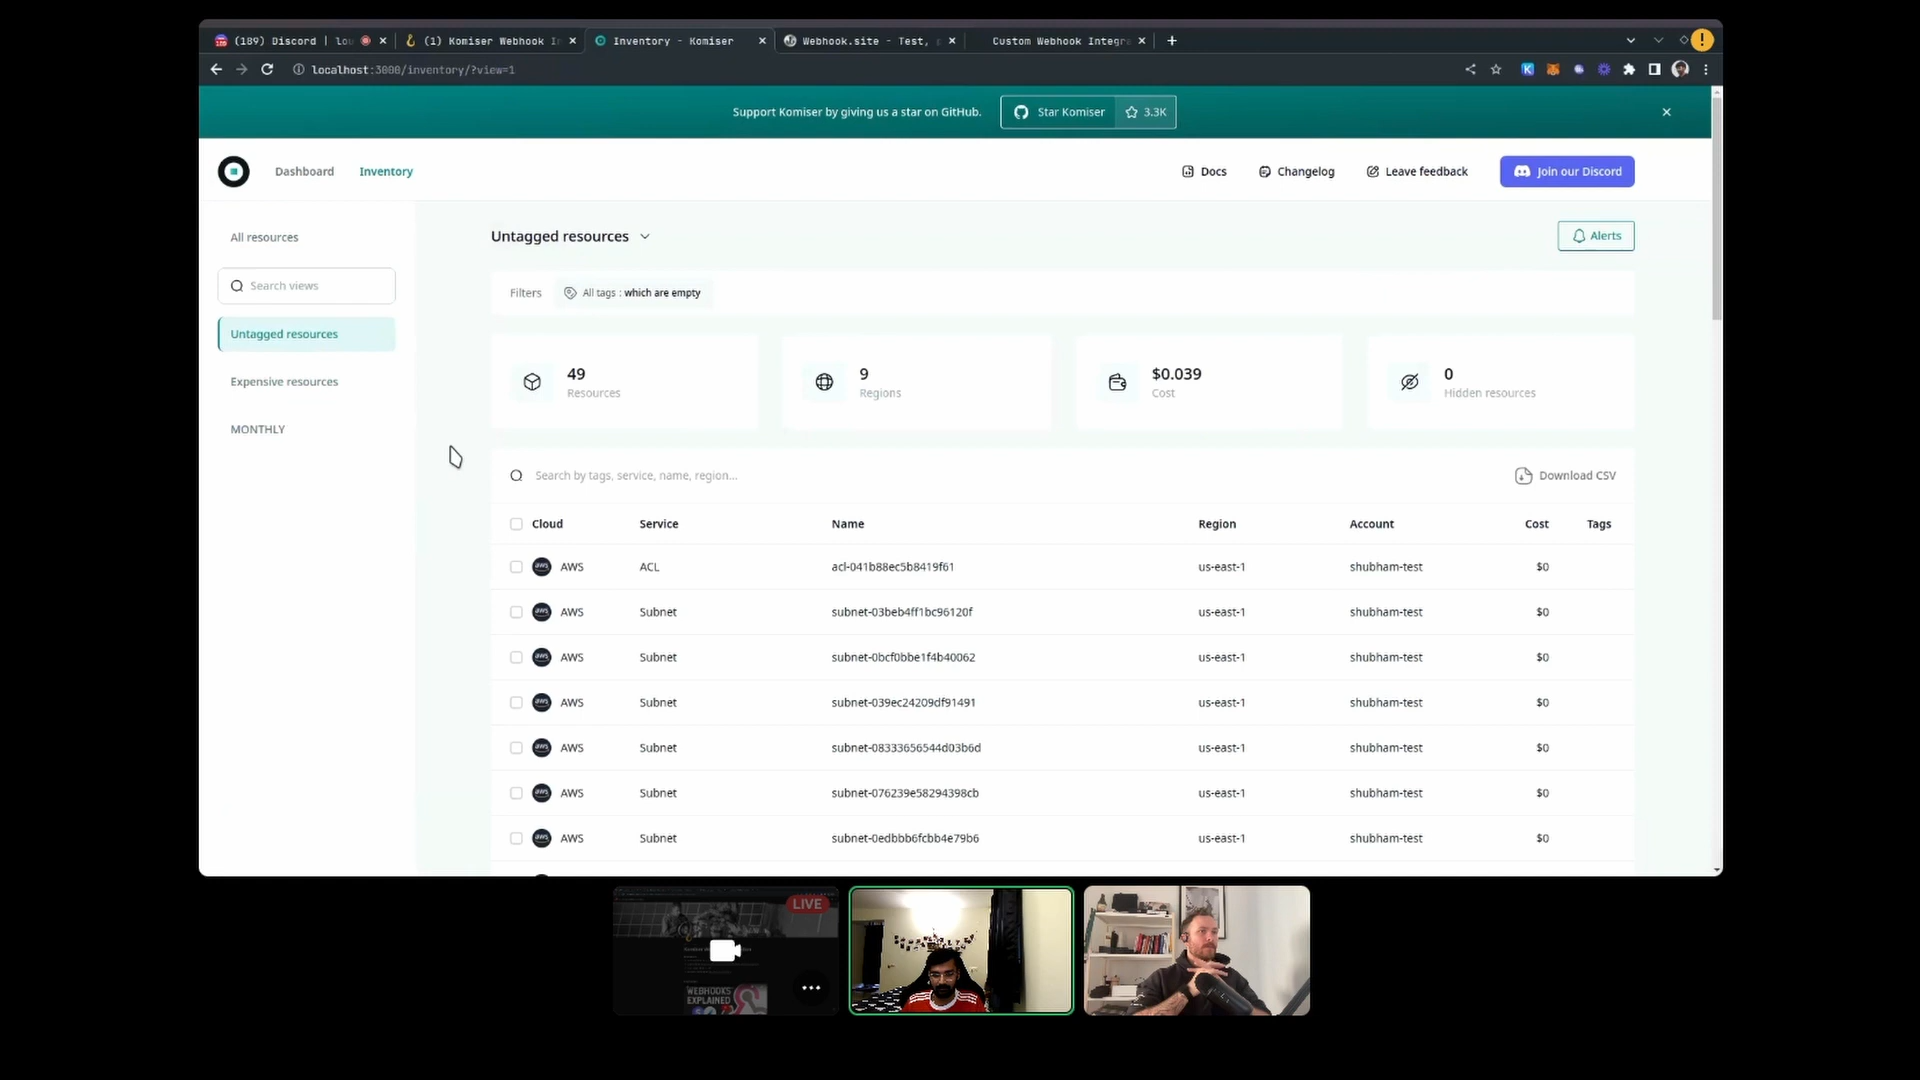 (189) Discord | lou
(1) Komiser Webhook I
Inventory - Komiser
Webhook.site - Test,
Custom Webhook Integra
localhost:3000/inventory/?view=1
Support Komiser by giving us a star on GitHub.
Star Komiser
3.3K
Dashboard
Inventory
Docs
Changelog
Leave feedback
Join our Discord
All resources
Search views
Untagged resources
Expensive resources
MONTHLY
Untagged resources
Alerts
Filters
All tags : which are empty
49
Resources
9
Regions
$0.039
Cost
0
Hidden resources
Search by tags, service, name, region...
Download CSV
Cloud Service Name Region Account Cost Tags
aws AWS ACL acl-041b88ec5b8419f61 us-east-1 shubham-test $0
aws AWS Subnet subnet-03beb4ff1bc96120f us-east-1 shubham-test $0
aws AWS Subnet subnet-0bcf0bbe1f4b40062 us-east-1 shubham-test $0
aws AWS Subnet subnet-039ec24209df91491 us-east-1 shubham-test $0
aws AWS Subnet subnet-08333656544d03b6d us-east-1 shubham-test $0
aws AWS Subnet subnet-076239e58294398cb us-east-1 shubham-test $0
aws AWS Subnet subnet-0edbbb6fcbb4e79b6 us-east-1 shubham-test $0
LIVE
WEBHOOKS
EXPLAINED